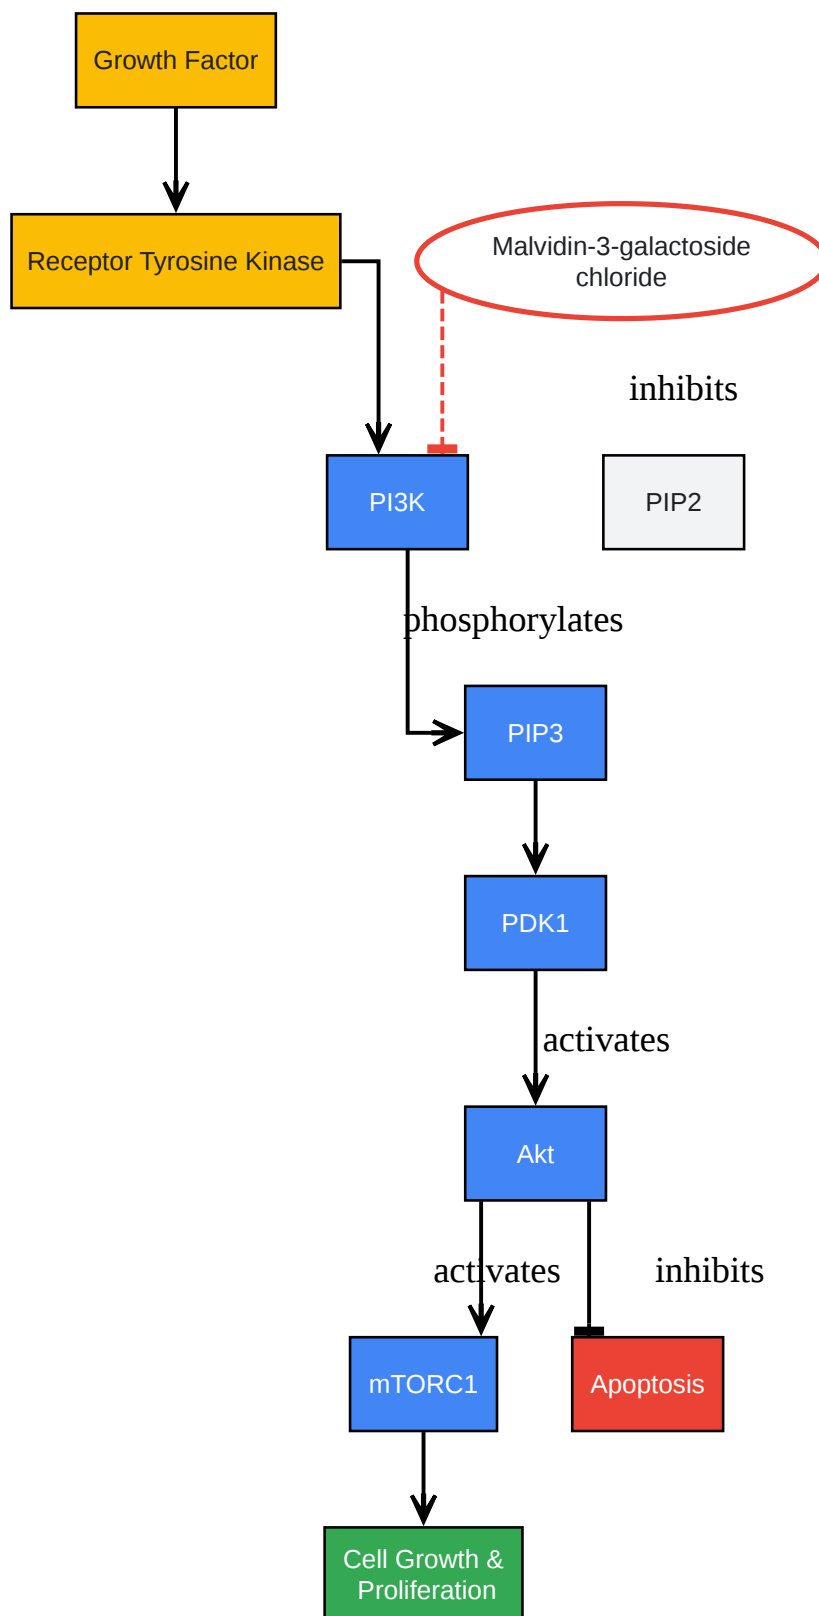 Growth Factor
Receptor Tyrosine Kinase
Malvidin-3-galactoside
chloride
inhibits
PI3K
PIP2
phosphorylates
PIP3
PDK1
activates
Akt
activates
inhibits
mTORC1
Apoptosis
Cell Growth &
Proliferation